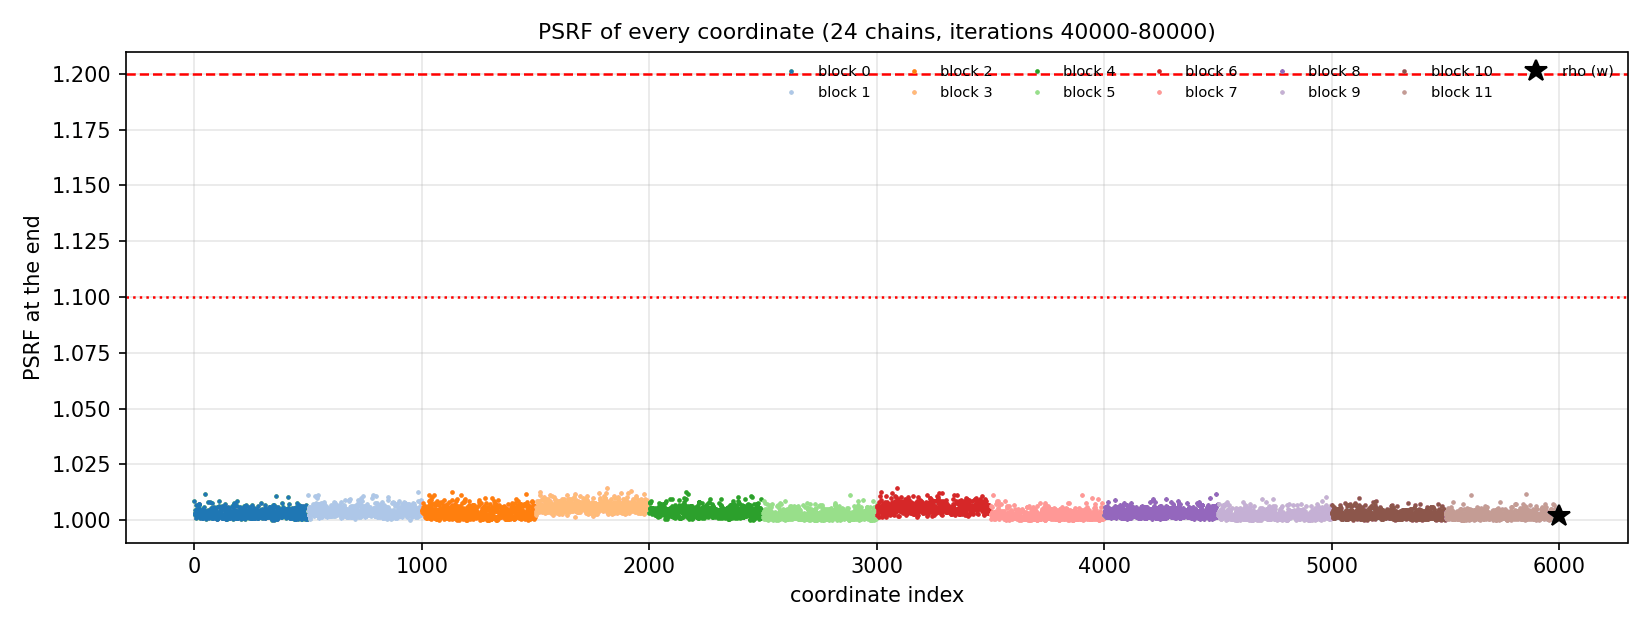 PSRF of every coordinate (24 chains, iterations 40000-80000)
block 0 block 2 block 4 block 6 block 8 block 10 rho (w)
block 1 block 3 block 5 block 7 block 9 block 11
PSRF at the end
1.200
1.175
1.150
1.125
1.100
1.075
1.050
1.025
1.000
0 1000 2000 3000 4000 5000 6000
coordinate index